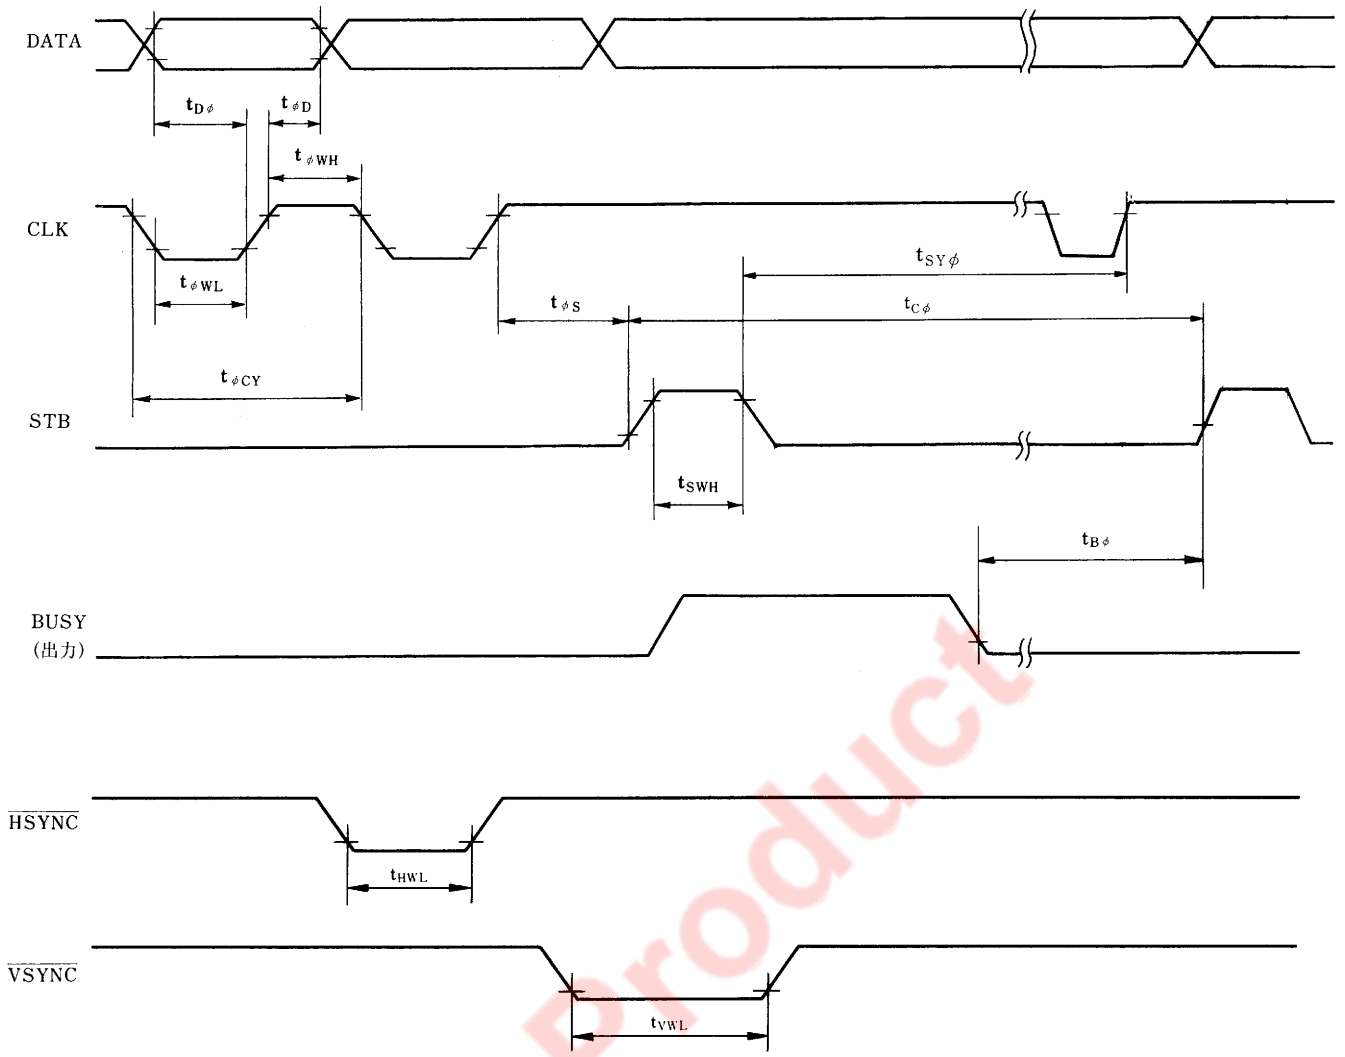 DATA
tDφ
tφD
tφWH
CLK
tφWL
tSYφ
tφS
tCφ
tφCY
STB
tSWH
tBφ
BUSY
(出力)
HSYNC
tHWL
VSYNC
tVWL
Product